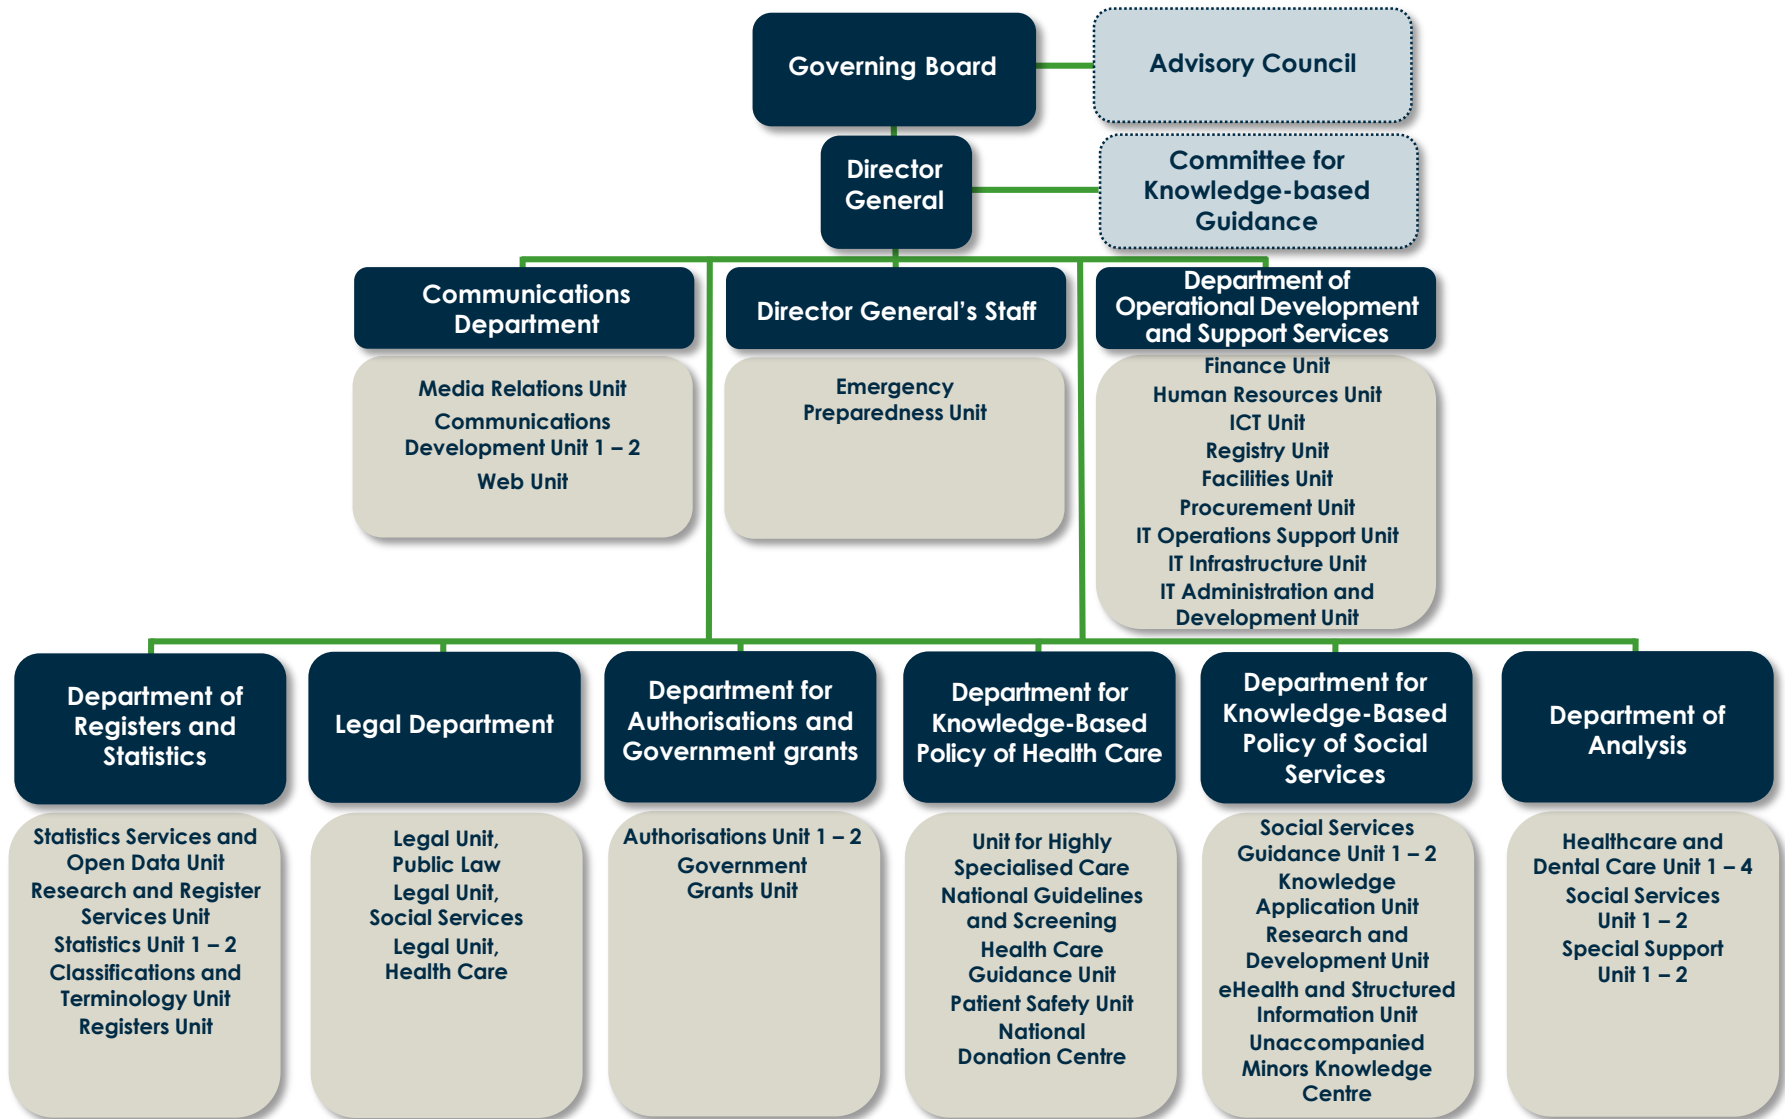 Governing Board
Advisory Council
Director
General
Committee for
Knowledge-based
Guidance
Communications
Department
Director General’s Staff
Department of
Operational Development
and Support Services
Media Relations Unit
Communications
Development Unit 1 – 2
Web Unit
Emergency
Preparedness Unit
Finance Unit
Human Resources Unit
ICT Unit
Registry Unit
Facilities Unit
Procurement Unit
IT Operations Support Unit
IT Infrastructure Unit
IT Administration and
Development Unit
Department of
Registers and
Statistics
Legal Department
Department for
Authorisations and
Government grants
Department for
Knowledge-Based
Policy of Health Care
Department for
Knowledge-Based
Policy of Social
Services
Department of
Analysis
Statistics Services and
Open Data Unit
Research and Register
Services Unit
Statistics Unit 1 – 2
Classifications and
Terminology Unit
Registers Unit
Legal Unit,
Public Law
Legal Unit,
Social Services
Legal Unit,
Health Care
Authorisations Unit 1 – 2
Government
Grants Unit
Unit for Highly
Specialised Care
National Guidelines
and Screening
Health Care
Guidance Unit
Patient Safety Unit
National
Donation Centre
Social Services
Guidance Unit 1 – 2
Knowledge
Application Unit
Research and
Development Unit
eHealth and Structured
Information Unit
Unaccompanied
Minors Knowledge
Centre
Healthcare and
Dental Care Unit 1 – 4
Social Services
Unit 1 – 2
Special Support
Unit 1 – 2